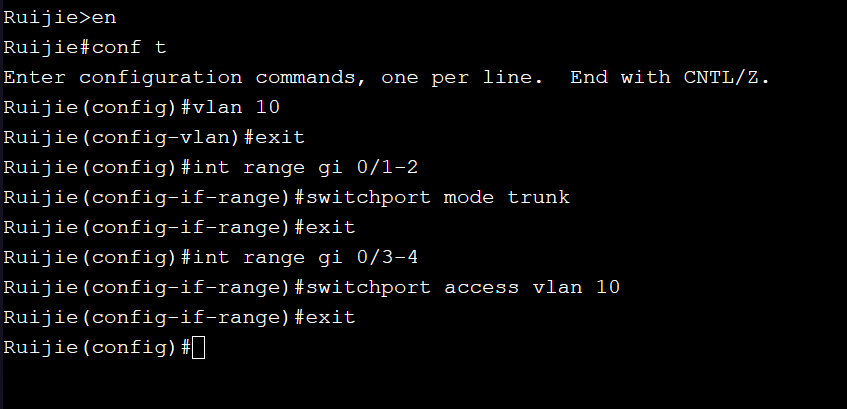 Ruijie>en
Ruijie#conf t
Enter configuration commands, one per line.  End with CNTL/Z.
Ruijie(config)#vlan 10
Ruijie(config-vlan)#exit
Ruijie(config)#int range gi 0/1-2
Ruijie(config-if-range)#switchport mode trunk
Ruijie(config-if-range)#exit
Ruijie(config)#int range gi 0/3-4
Ruijie(config-if-range)#switchport access vlan 10
Ruijie(config-if-range)#exit
Ruijie(config)#